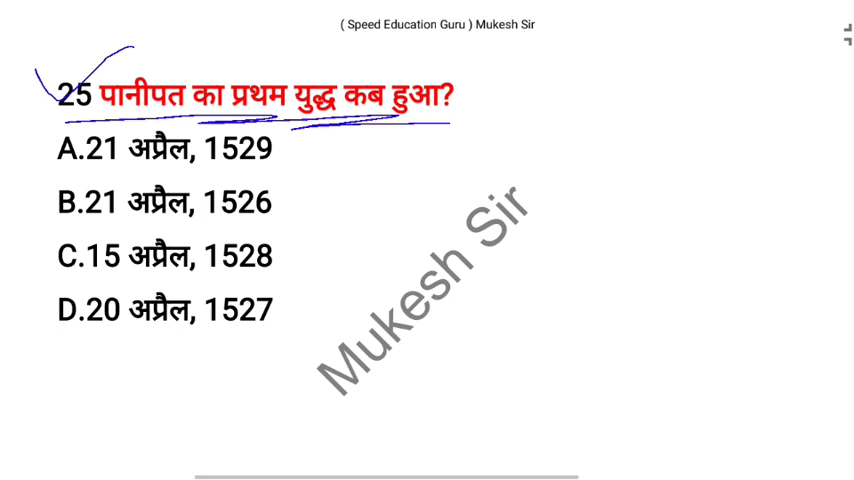 ( Speed Education Guru ) Mukesh Sir
25 पानीपत का प्रथम युद्ध कब हुआ?
A.21 अप्रैल, 1529
B.21 अप्रैल, 1526
C.15 अप्रैल, 1528
D.20 अप्रैल, 1527
Mukesh Sir